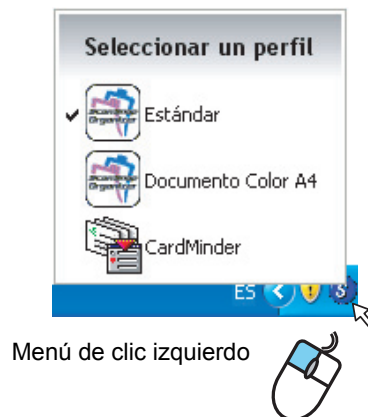 Seleccionar un perfil
Estándar
Documento Color A4
CardMinder
ES
S
Menú de clic izquierdo